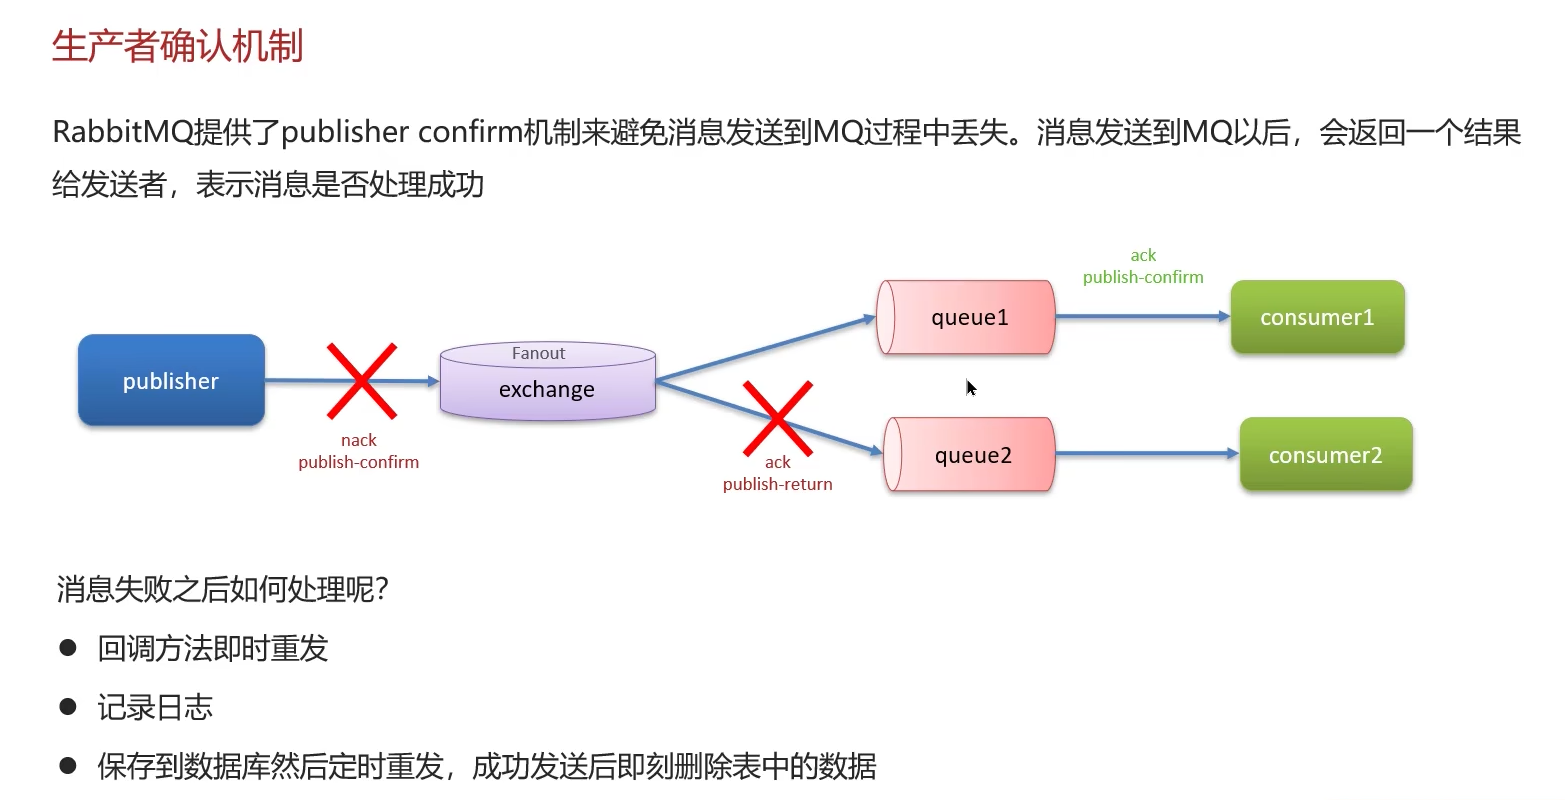 生产者确认机制
RabbitMQ提供了publisher confirm机制来避免消息发送到MQ过程中丢失。消息发送到MQ以后，会返回一个结果
给发送者，表示消息是否处理成功
ack
publish-confirm
queue1
consumer1
Fanout
exchange
publisher
nack
publish-confirm
ack
publish-return
queue2
consumer2
消息失败之后如何处理呢？
● 回调方法即时重发
● 记录日志
● 保存到数据库然后定时重发，成功发送后即刻删除表中的数据